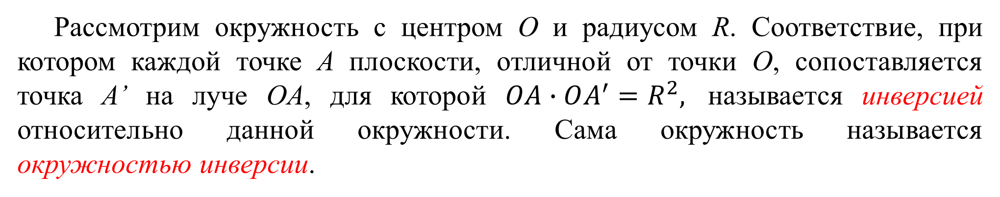 Рассмотрим окружность с центром O и радиусом R. Соответствие, при
котором каждой точке A плоскости, отличной от точки O, сопоставляется
точка A’ на луче OA, для которой OA · OA′ = R², называется инверсией
относительно данной окружности. Сама окружность называется
окружностью инверсии.